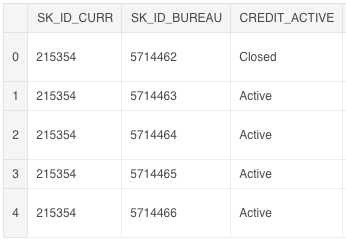 SK_ID_CURR SK_ID_BUREAU CREDIT_ACTIVE
0 215354 5714462 Closed
1 215354 5714463 Active
2 215354 5714464 Active
3 215354 5714465 Active
4 215354 5714466 Active